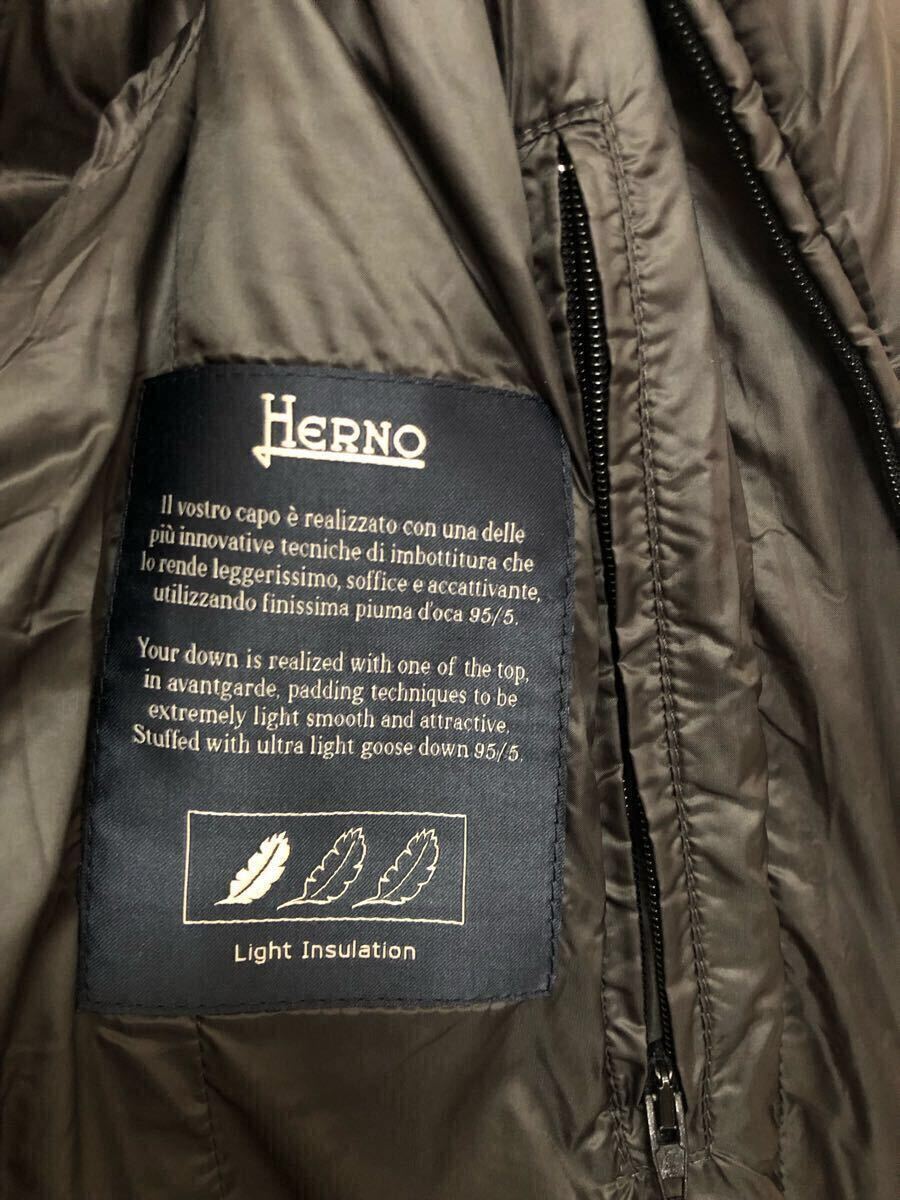 HERNO
Il vostro capo è realizzato con una delle
più innovative tecniche di imbottitura che
lo rende leggerissimo, soffice e accattivante,
utilizzando finissima piuma d'oca 95/5.
Your down is realized with one of the top,
in avantgarde, padding techniques to be
extremely light smooth and attractive.
Stuffed with ultra light goose down 95/5.
Light Insulation